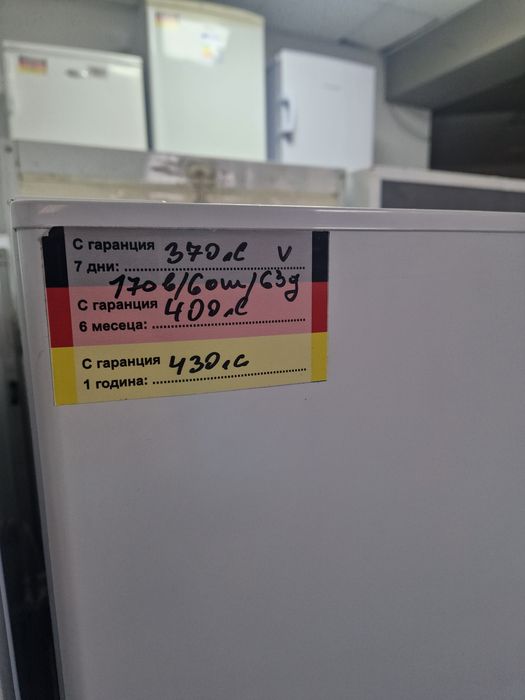 С гаранция 370лв V
7 дни:
170в/60ш/63д
С гаранция 400лв
6 месеца:
С гаранция 430лв
1 година: